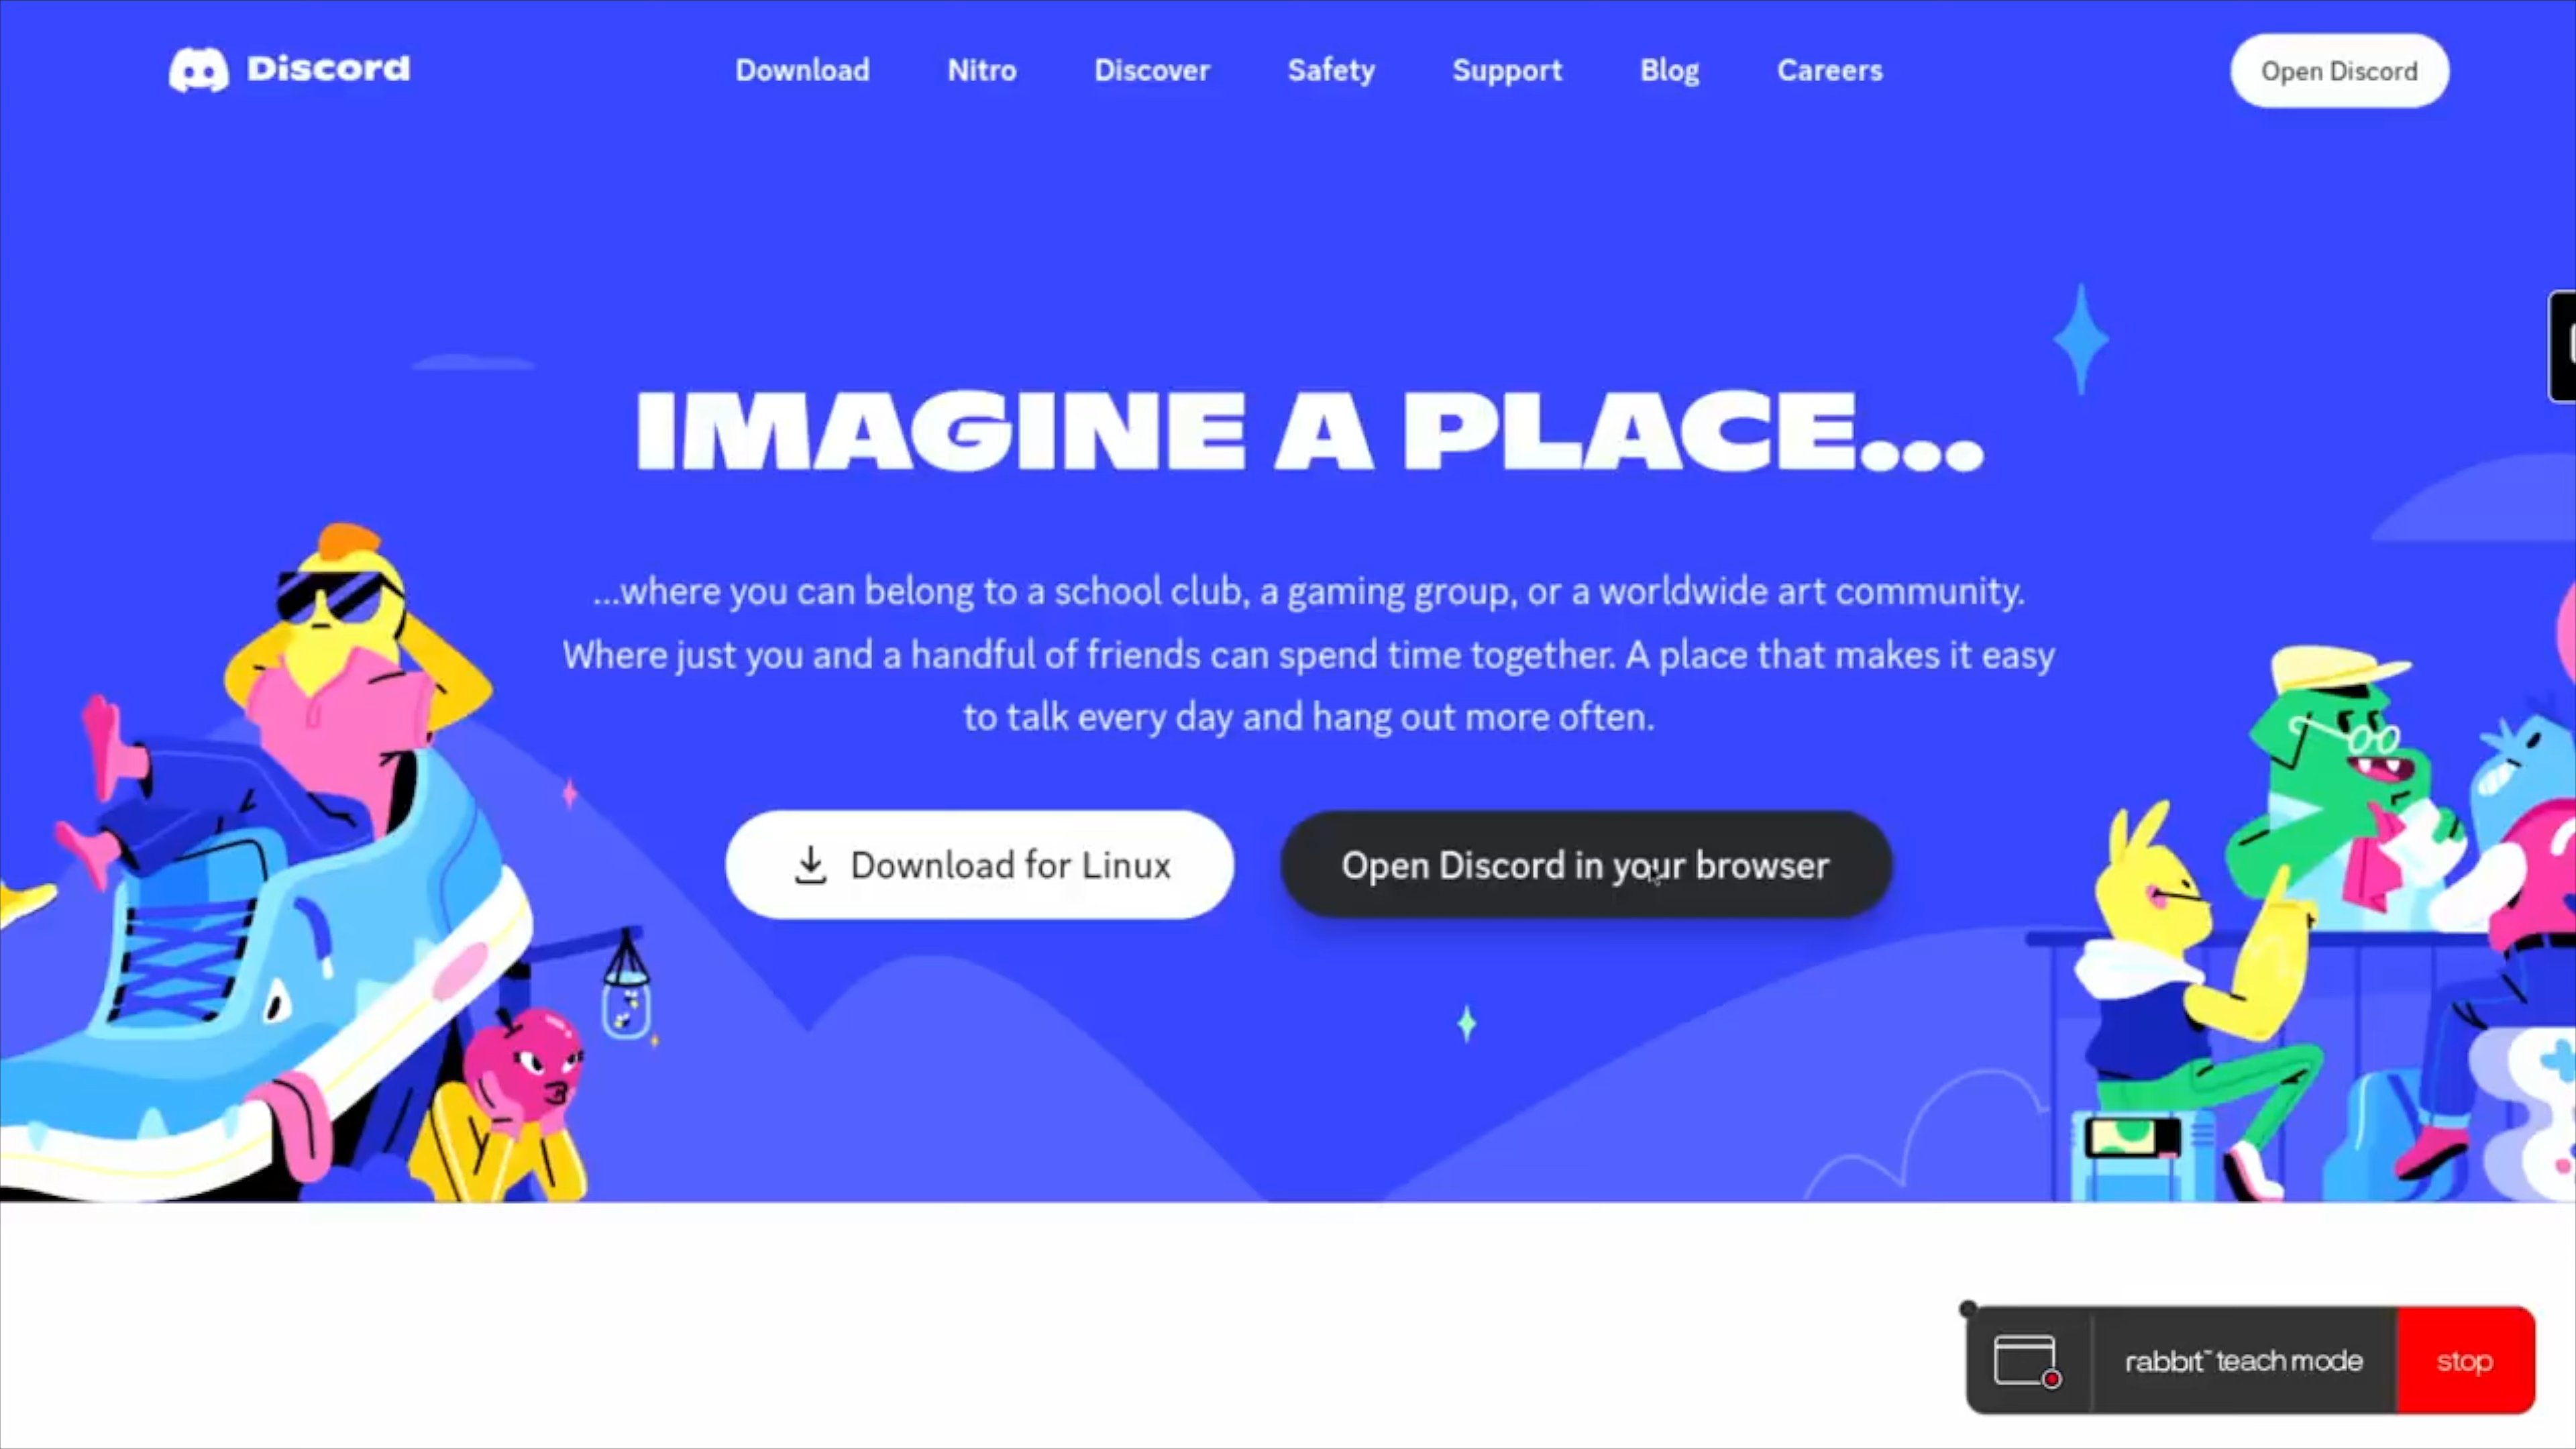 Discord
Download
Nitro
Discover
Safety
Support
Blog
Careers
Open Discord
IMAGINE A PLACE...
...where you can belong to a school club, a gaming group, or a worldwide art community.
Where just you and a handful of friends can spend time together. A place that makes it easy
to talk every day and hang out more often.
Download for Linux
Open Discord in your browser
rabbit™ teach mode
stop